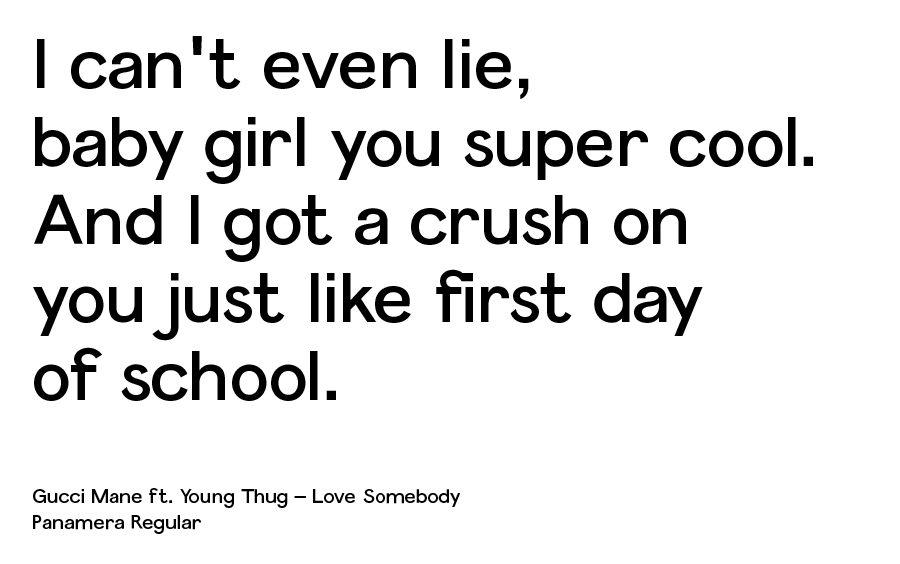 I can't even lie,
baby girl you super cool.
And I got a crush on
you just like first day
of school.
Gucci Mane ft. Young Thug – Love Somebody
Panamera Regular